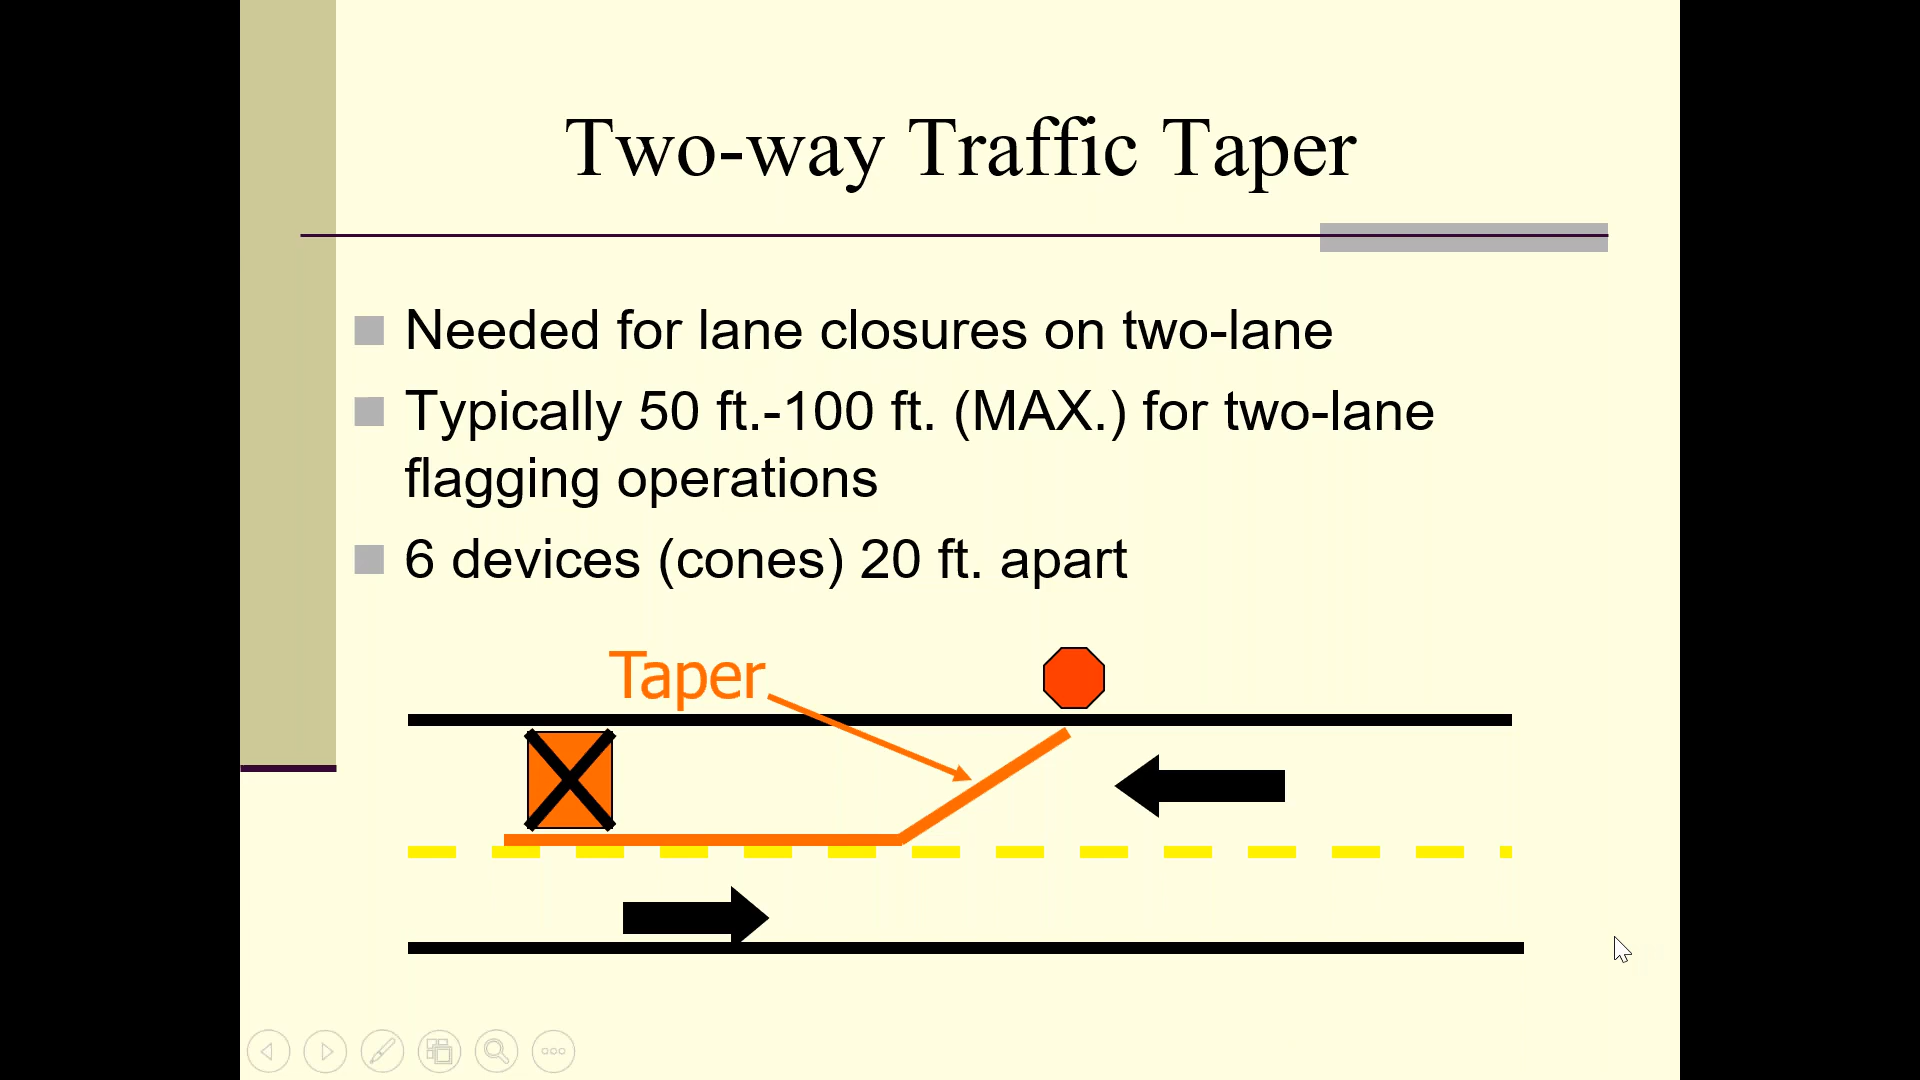 Two-way Traffic Taper
Needed for lane closures on two-lane
Typically 50 ft.-100 ft. (MAX.) for two-lane
flagging operations
6 devices (cones) 20 ft. apart
Taper